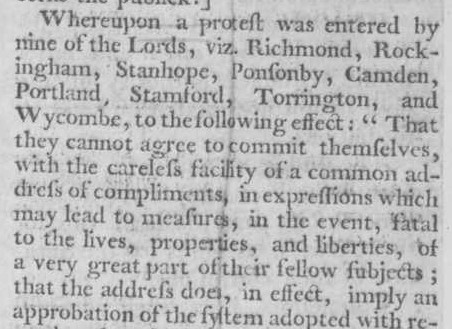 cerns the publick.]
Whereupon a proteſt was entered by
nine of the Lords, viz. Richmond, Rock-
ingham, Stanhope, Ponſonby, Camden,
Portland, Stamford, Torrington, and
Wycombe, to the following effect: “ That
they cannot agree to commit themſelves,
with the careleſs facility of a common ad-
dreſs of compliments, in expreſſions which
may lead to meaſures, in the event, fatal
to the lives, properties, and liberties, of
a very great part of their fellow ſubjects ;
that the addreſs does, in effect, imply an
approbation of the ſyſtem adopted with re-